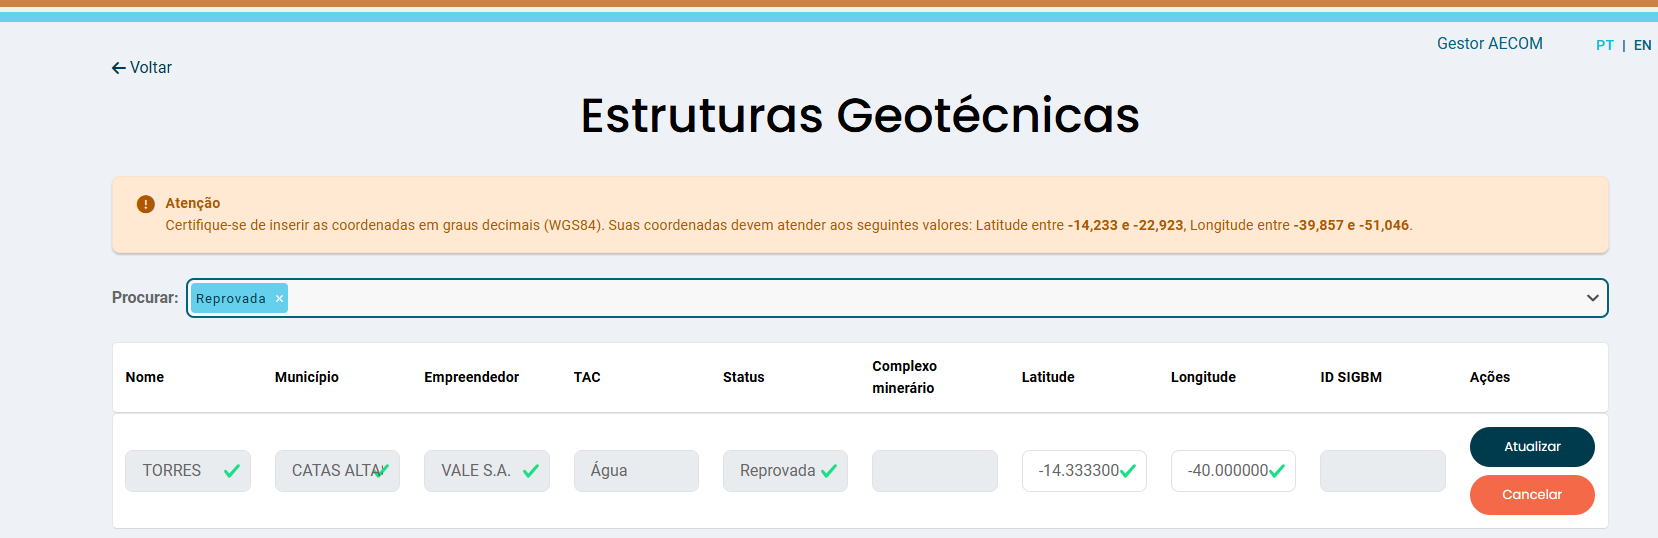 Gestor AECOM
PT | EN
Voltar
Estruturas Geotécnicas
Atenção
Certifique-se de inserir as coordenadas em graus decimais (WGS84). Suas coordenadas devem atender aos seguintes valores: Latitude entre -14,233 e -22,923, Longitude entre -39,857 e -51,046.
Procurar: Reprovada ×
Nome Município Empreendedor TAC Status Complexo minerário Latitude Longitude ID SIGBM Ações
TORRES CATAS ALTA VALE S.A. Água Reprovada -14.333300 -40.000000 Atualizar
Cancelar